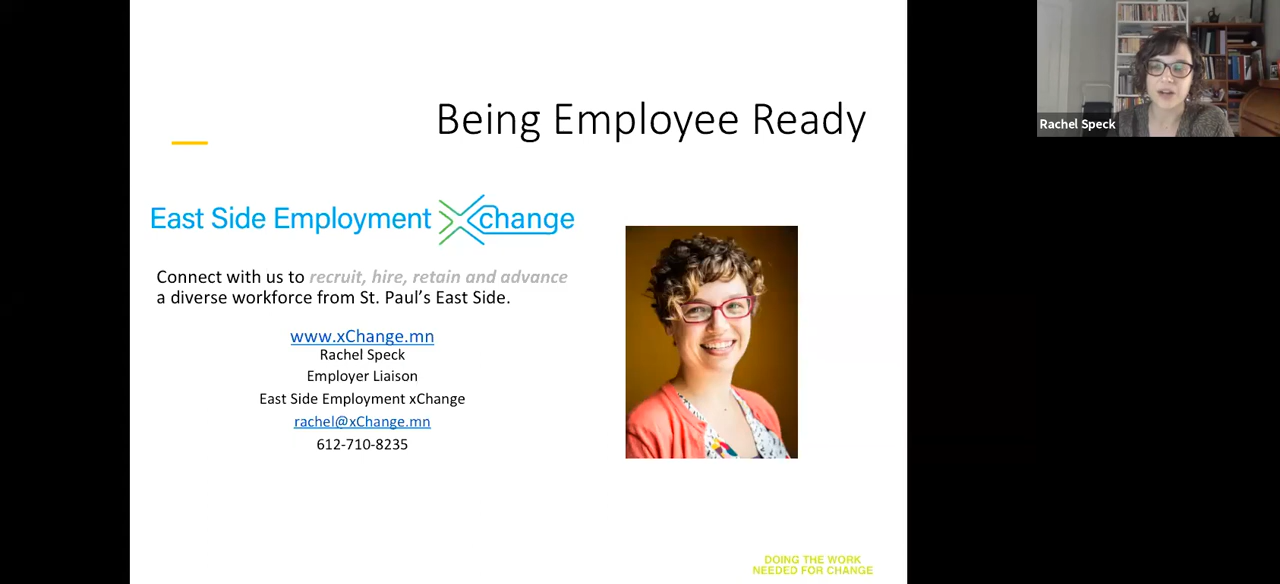 Being Employee Ready
East Side Employment Xchange
Connect with us to recruit, hire, retain and advance
a diverse workforce from St. Paul's East Side.
www.xChange.mn
Rachel Speck
Employer Liaison
East Side Employment xChange
rachel@xChange.mn
612-710-8235
DOING THE WORK
NEEDED FOR CHANGE
Rachel Speck